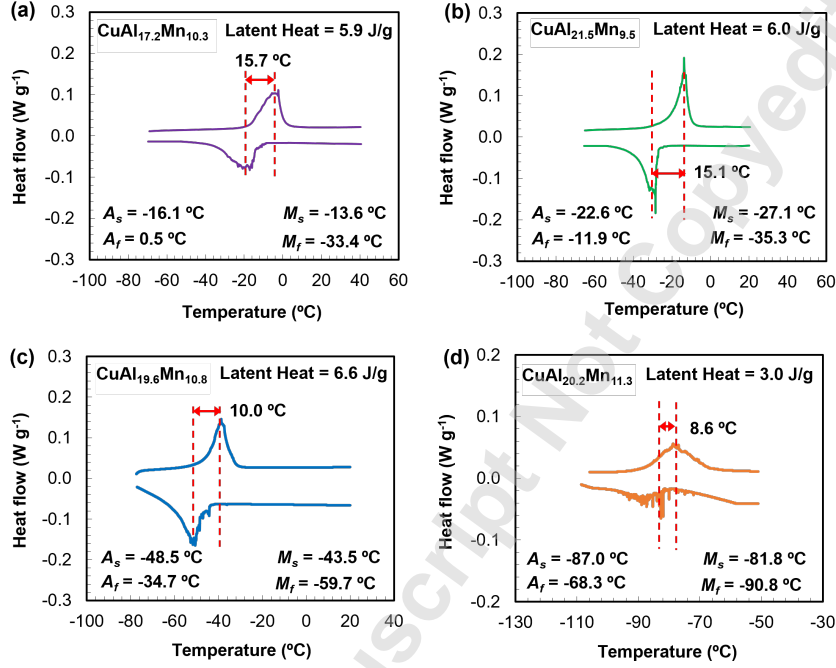 (a)
CuAl17.2Mn10.3 Latent Heat = 5.9 J/g
15.7 ºC
Heat flow (W g-1)
0.3
0.2
0.1
0.0
-0.1
-0.2
-0.3
As = -16.1 ºC Ms = -13.6 ºC
Af = 0.5 ºC Mf = -33.4 ºC
-100 -80 -60 -40 -20 0 20 40 60
Temperature (ºC)
(b)
CuAl21.5Mn9.5 Latent Heat = 6.0 J/g
15.1 ºC
Heat flow (W g-1)
0.3
0.2
0.1
0.0
-0.1
-0.2
-0.3
As = -22.6 ºC Ms = -27.1 ºC
Af = -11.9 ºC Mf = -35.3 ºC
-100 -80 -60 -40 -20 0 20 40 60
Temperature (ºC)
(c)
CuAl19.6Mn10.8 Latent Heat = 6.6 J/g
10.0 ºC
Heat flow (W g-1)
0.3
0.2
0.1
0.0
-0.1
-0.2
-0.3
As = -48.5 ºC Ms = -43.5 ºC
Af = -34.7 ºC Mf = -59.7 ºC
-100 -80 -60 -40 -20 0 20 40
Temperature (ºC)
(d)
CuAl20.2Mn11.3 Latent Heat = 3.0 J/g
8.6 ºC
Heat flow (W g-1)
0.2
0.1
0.0
-0.1
-0.2
As = -87.0 ºC Ms = -81.8 ºC
Af = -68.3 ºC Mf = -90.8 ºC
-130 -110 -90 -70 -50 -30
Temperature (ºC)
script Not Copyedi